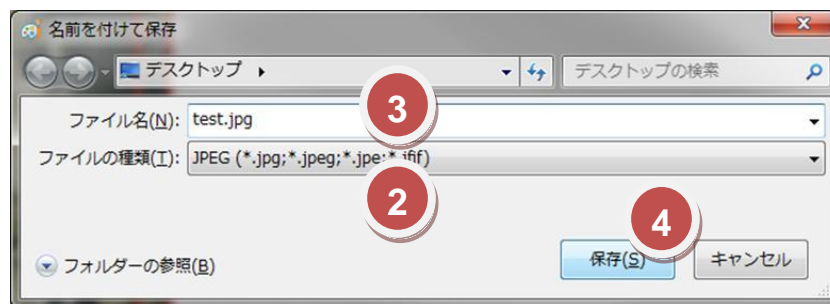 名前を付けて保存
デスクトップ
デスクトップの検索
3
ファイル名(N): test.jpg
ファイルの種類(T): JPEG (*.jpg;*.jpeg;*.jpe;*.jfif)
2
4
フォルダーの参照(B)
保存(S) キャンセル